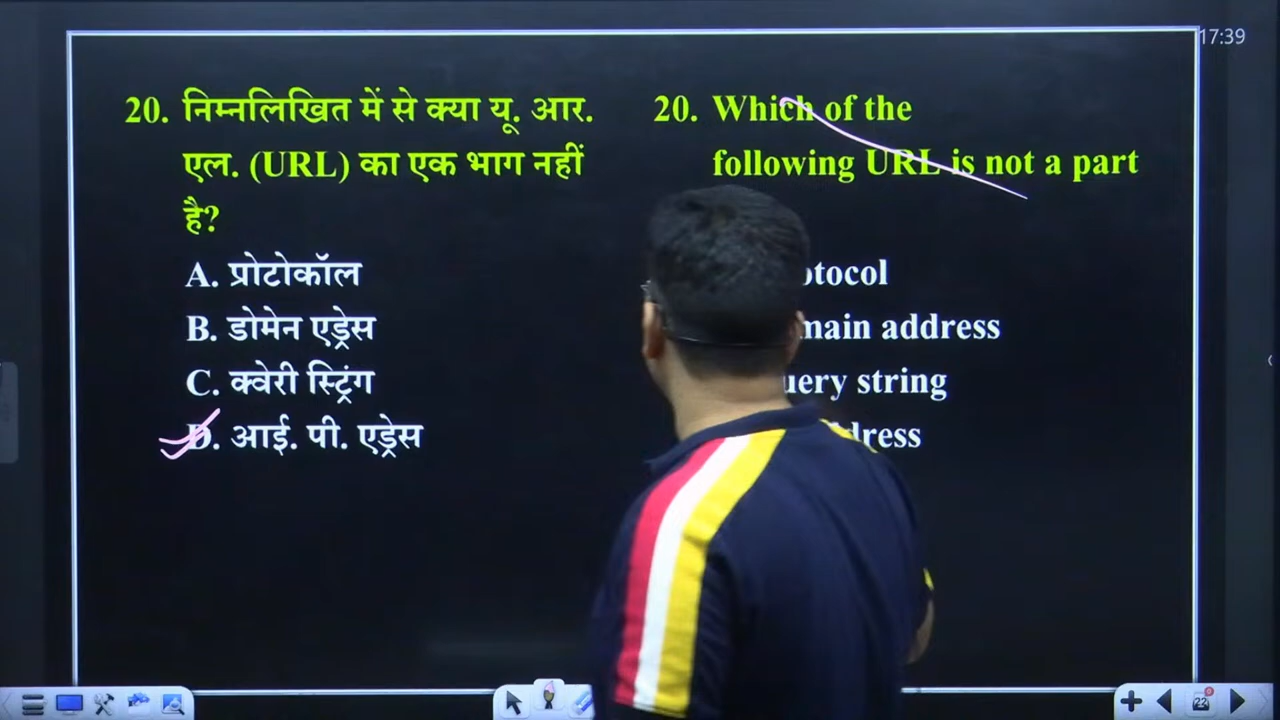 17:39
20. निम्नलिखित में से क्या यू. आर.
एल. (URL) का एक भाग नहीं
है?
A. प्रोटोकॉल
B. डोमेन एड्रेस
C. क्वेरी स्ट्रिंग
D. आई. पी. एड्रेस
20. Which of the
following URL is not a part
otocol
main address
uery string
dress
22